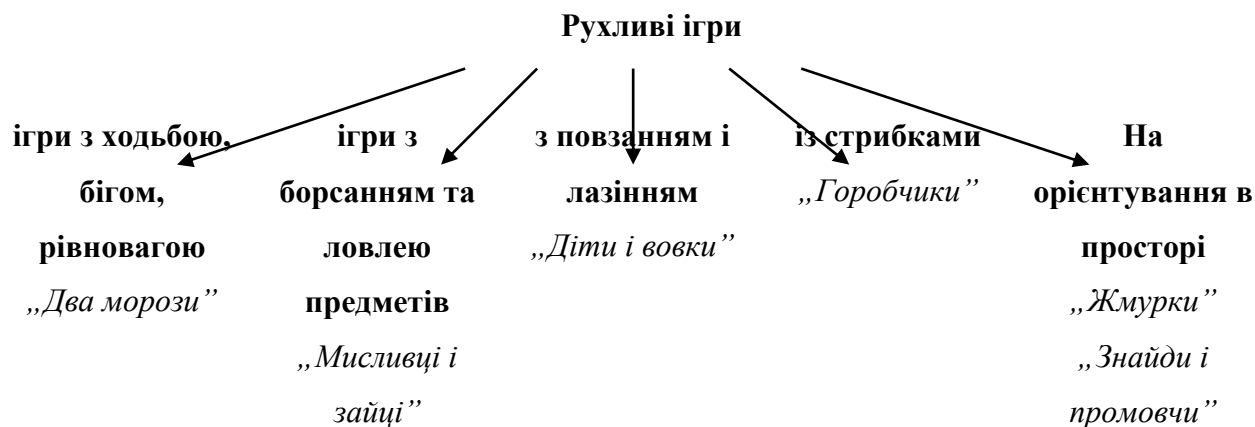 Рухливі ігри
ігри з ходьбою,
бігом,
рівновагою
„Два морози”
ігри з
борсанням та
ловлею
предметів
„Мисливці і
зайці”
з повзанням і
лазінням
„Діти і вовки”
із стрибками
„Горобчики”
На
орієнтування в
просторі
„Жмурки”
„Знайди і
промовчи”